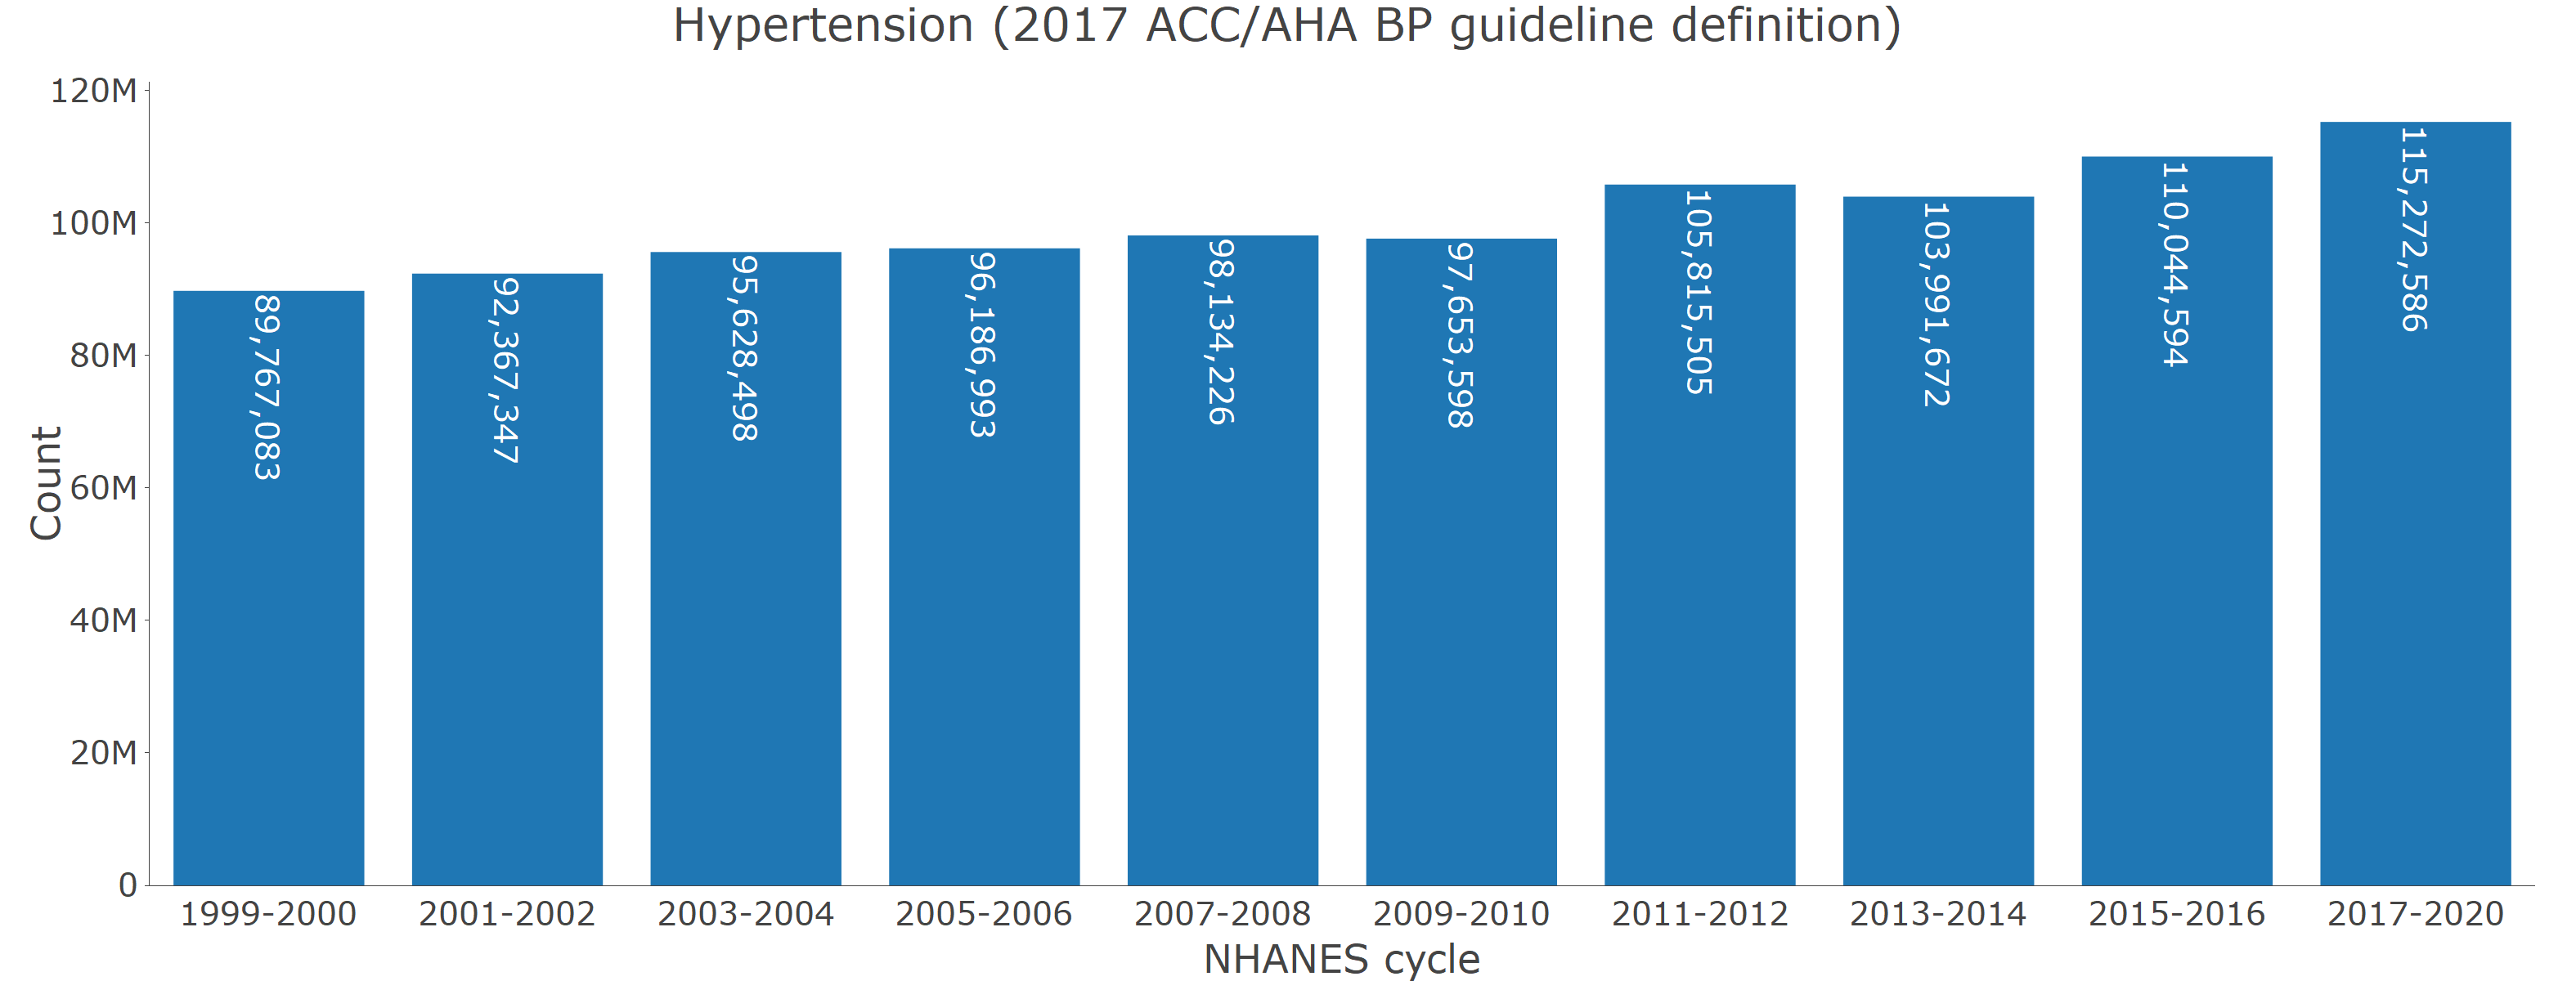 Hypertension (2017 ACC/AHA BP guideline definition)
120M
100M
80M
60M
40M
20M
0
Count
89,767,083
92,367,347
95,628,498
96,186,993
98,134,226
97,653,598
105,815,505
103,991,672
110,044,594
115,272,586
1999-2000
2001-2002
2003-2004
2005-2006
2007-2008
2009-2010
2011-2012
2013-2014
2015-2016
2017-2020
NHANES cycle